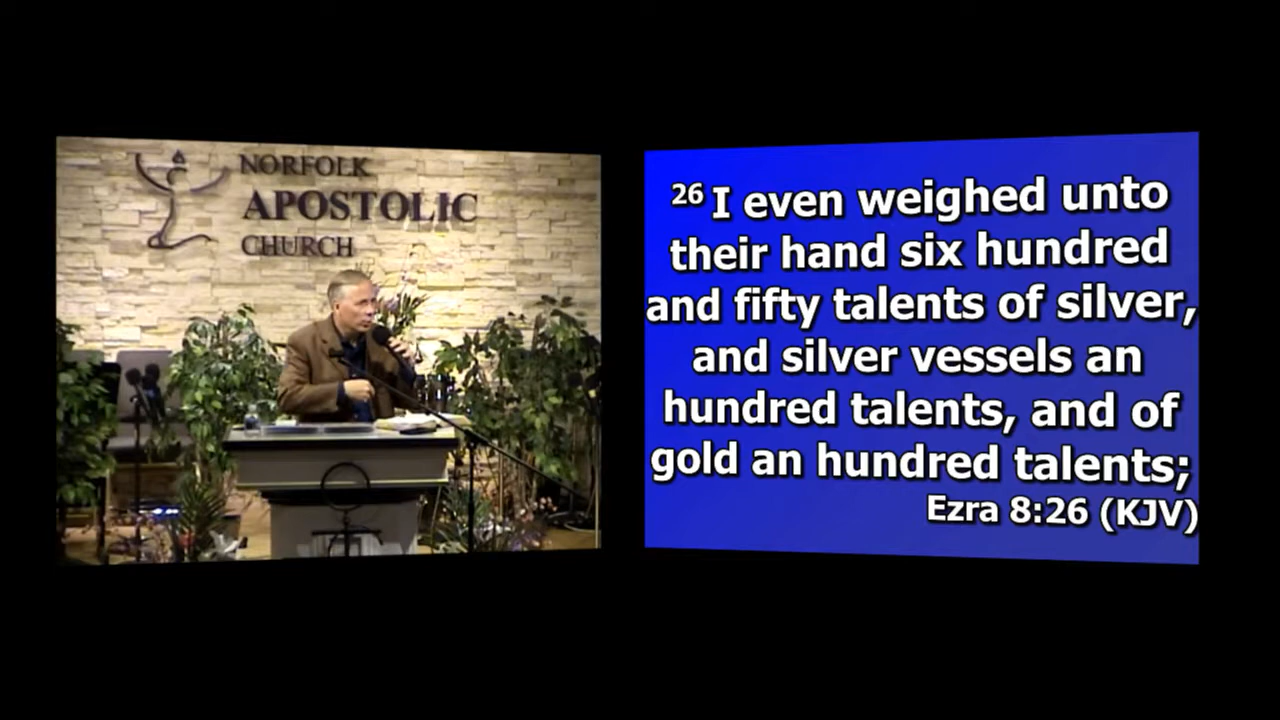 NORFOLK
APOSTOLIC
CHURCH
26 I even weighed unto
their hand six hundred
and fifty talents of silver,
and silver vessels an
hundred talents, and of
gold an hundred talents;
Ezra 8:26 (KJV)